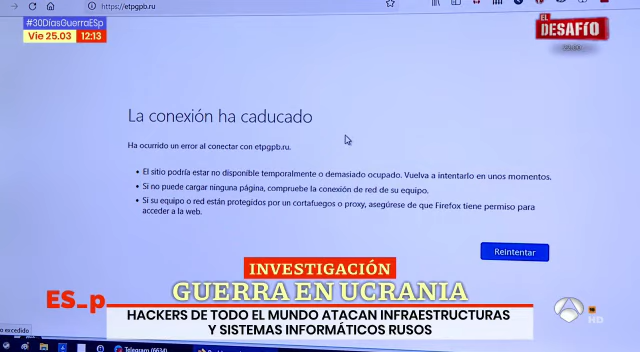 https://etpgpb.ru
#30DíasGuerraESp
Vie 25.03
12:13
EL
DESAFÍO
La conexión ha caducado
Ha ocurrido un error al conectar con etpgpb.ru.
• El sitio podría estar no disponible temporalmente o demasiado ocupado. Vuelva a intentarlo en unos momentos.
• Si no puede cargar ninguna página, compruebe la conexión de red de su equipo.
• Si su equipo o red están protegidos por un cortafuegos o proxy, asegúrese de que Firefox tiene permiso para
acceder a la web.
Reintentar
INVESTIGACIÓN
GUERRA EN UCRANIA
ES_p
HACKERS DE TODO EL MUNDO ATACAN INFRAESTRUCTURAS
Y SISTEMAS INFORMÁTICOS RUSOS
HD
o excedido
Telegram (6634)